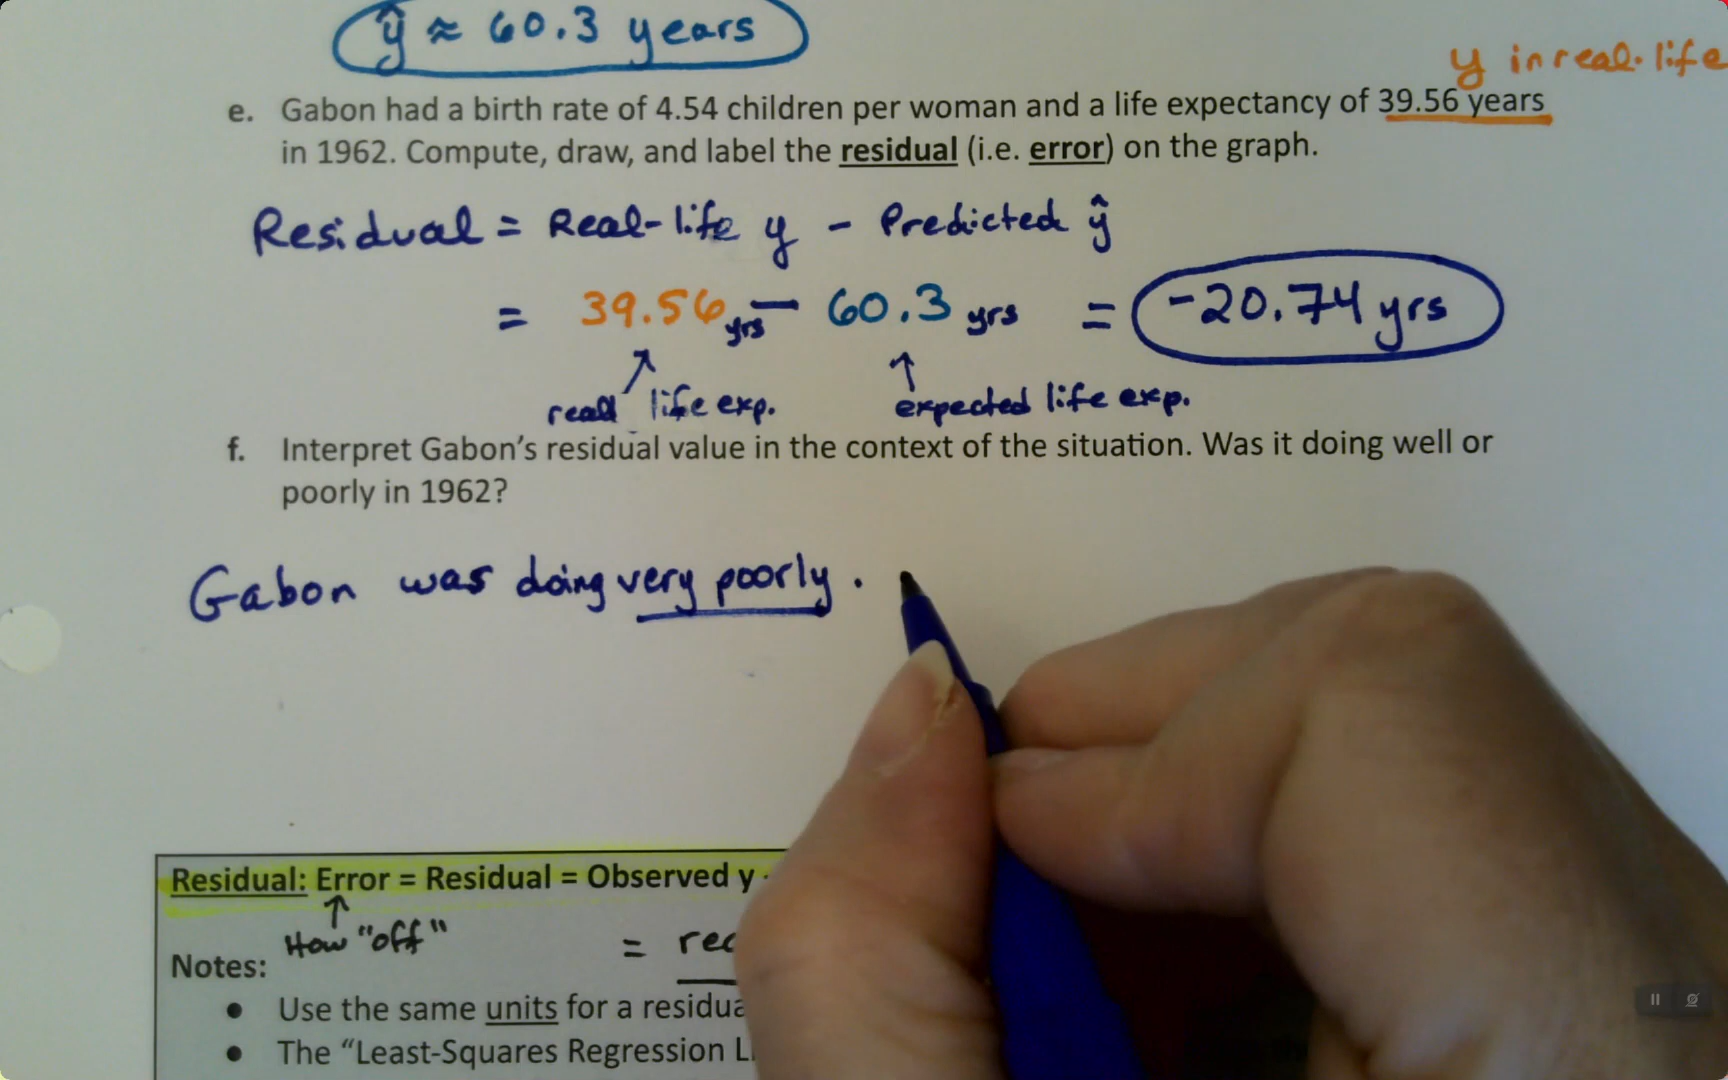 ŷ ≈ 60.3 years
y in real-life
e. Gabon had a birth rate of 4.54 children per woman and a life expectancy of 39.56 years
in 1962. Compute, draw, and label the residual (i.e. error) on the graph.
Residual = Real-life y - Predicted ŷ
= 39.56 yrs - 60.3 yrs = -20.74 yrs
real life exp. expected life exp.
f. Interpret Gabon's residual value in the context of the situation. Was it doing well or
poorly in 1962?
Gabon was doing very poorly.
Residual: Error = Residual = Observed y -
How "off" =
Notes:
• Use the same units for a
• The "Least-Squares Regression